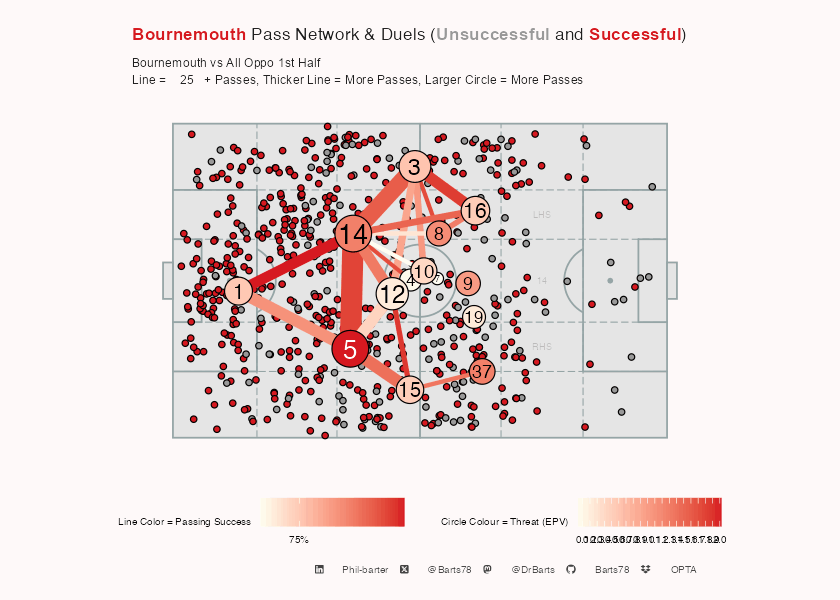 Bournemouth Pass Network & Duels (Unsuccessful and Successful)
Bournemouth vs All Oppo 1st Half
Line = 25 + Passes, Thicker Line = More Passes, Larger Circle = More Passes
3
16
LHS
14
8
10
4
7
14
1
12
9
19
5
RHS
37
15
Line Color = Passing Success
75%
Circle Colour = Threat (EPV)
Phil-barter @Barts78 @DrBarts Barts78 OPTA